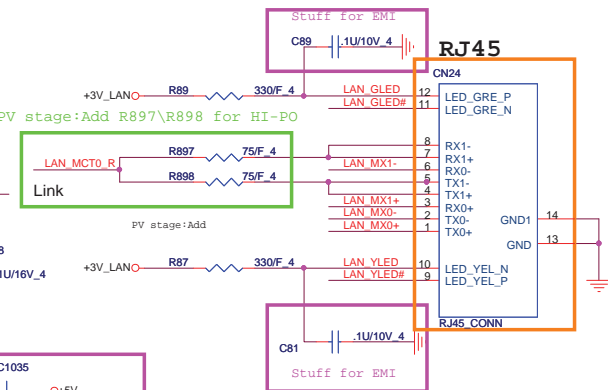 Stuff for EMI
C89
.1U/10V_4
RJ45
CN24
+3V_LAN
R89
330/F_4
LAN_GLED
12
LED_GRE_P
LAN_GLED#
11
LED_GRE_N
PV stage:Add R897\R898 for HI-PO
R897
75/F_4
8
RX1-
7
RX1+
LAN_MCT0_R
LAN_MX1-
6
RX0-
R898
75/F_4
5
TX1-
4
TX1+
Link
LAN_MX1+
3
RX0+
LAN_MX0-
2
TX0-
GND1
14
PV stage:Add
LAN_MX0+
1
TX0+
GND
13
8
1U/16V_4
+3V_LAN
R87
330/F_4
LAN_YLED
10
LED_YEL_N
LAN_YLED#
9
LED_YEL_P
RJ45_CONN
.1U/10V_4
C81
Stuff for EMI
C1035
+5V